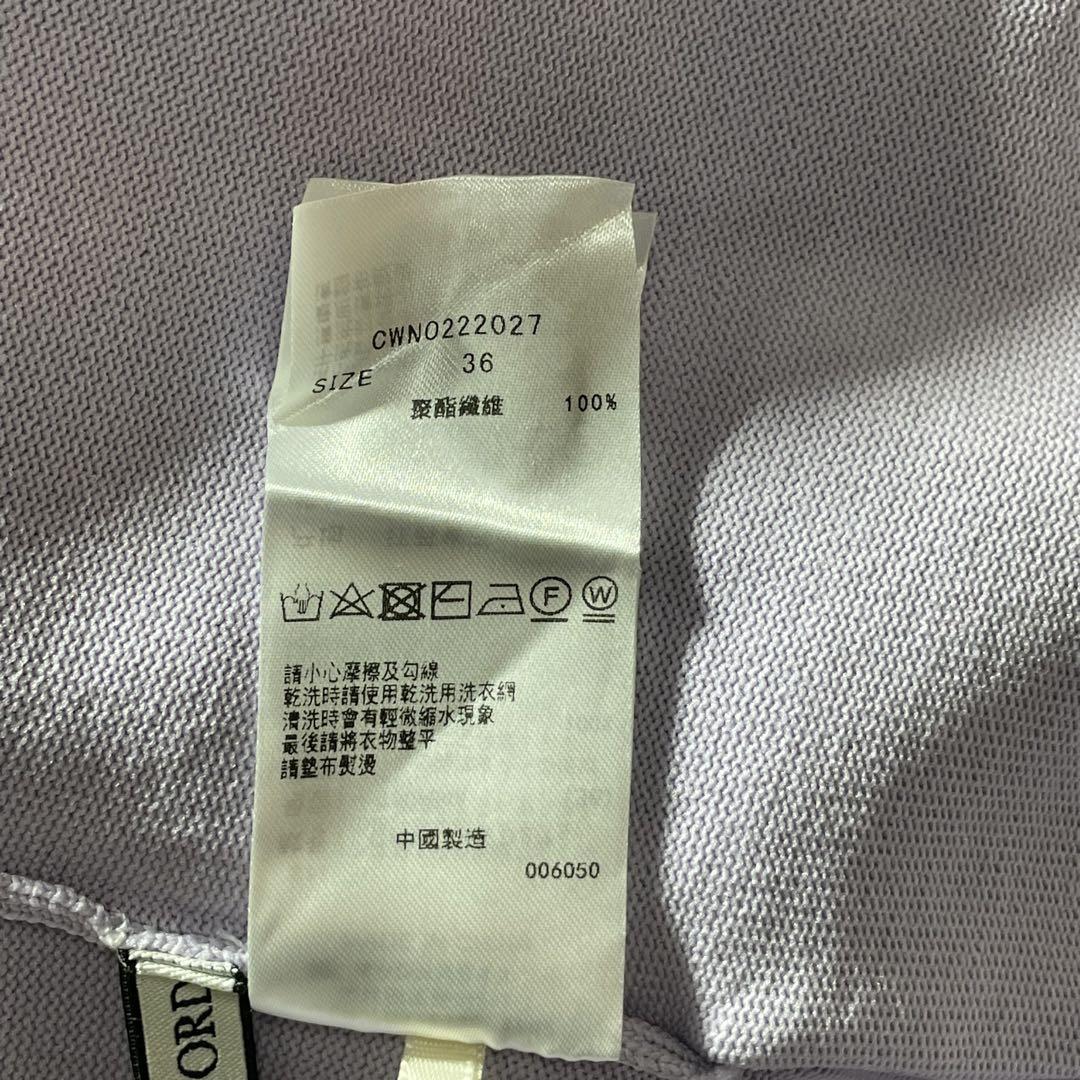 CWNO222027
SIZE 36
聚酯纖維 100%
F W
請小心摩擦及勾線
乾洗時請使用乾洗用洗衣網
清洗時會有輕微縮水現象
最後請將衣物整平
請墊布熨燙
中國製造
006050
ORD